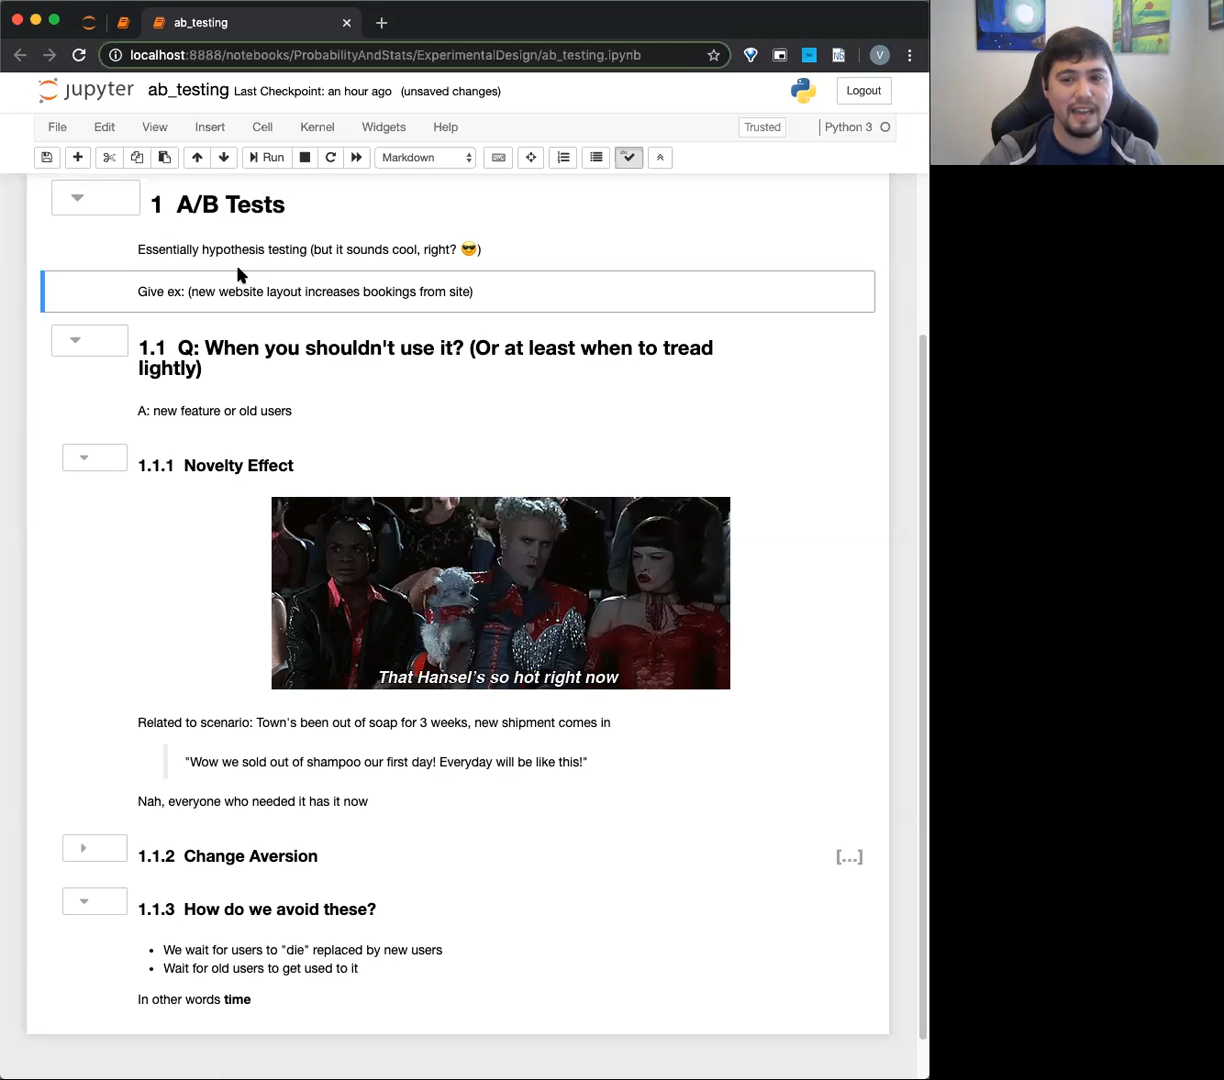 ab_testing
localhost:8888/notebooks/ProbabilityAndStats/ExperimentalDesign/ab_testing.ipynb
V
jupyter ab_testing Last Checkpoint: an hour ago (unsaved changes)
Logout
File Edit View Insert Cell Kernel Widgets Help
Trusted
Python 3
Run
Markdown
1 A/B Tests
Essentially hypothesis testing (but it sounds cool, right? 😎)
Give ex: (new website layout increases bookings from site)
1.1 Q: When you shouldn't use it? (Or at least when to tread
lightly)
A: new feature or old users
1.1.1 Novelty Effect
That Hansel's so hot right now
Related to scenario: Town's been out of soap for 3 weeks, new shipment comes in
"Wow we sold out of shampoo our first day! Everyday will be like this!"
Nah, everyone who needed it has it now
1.1.2 Change Aversion
[...]
1.1.3 How do we avoid these?
• We wait for users to "die" replaced by new users
• Wait for old users to get used to it
In other words time